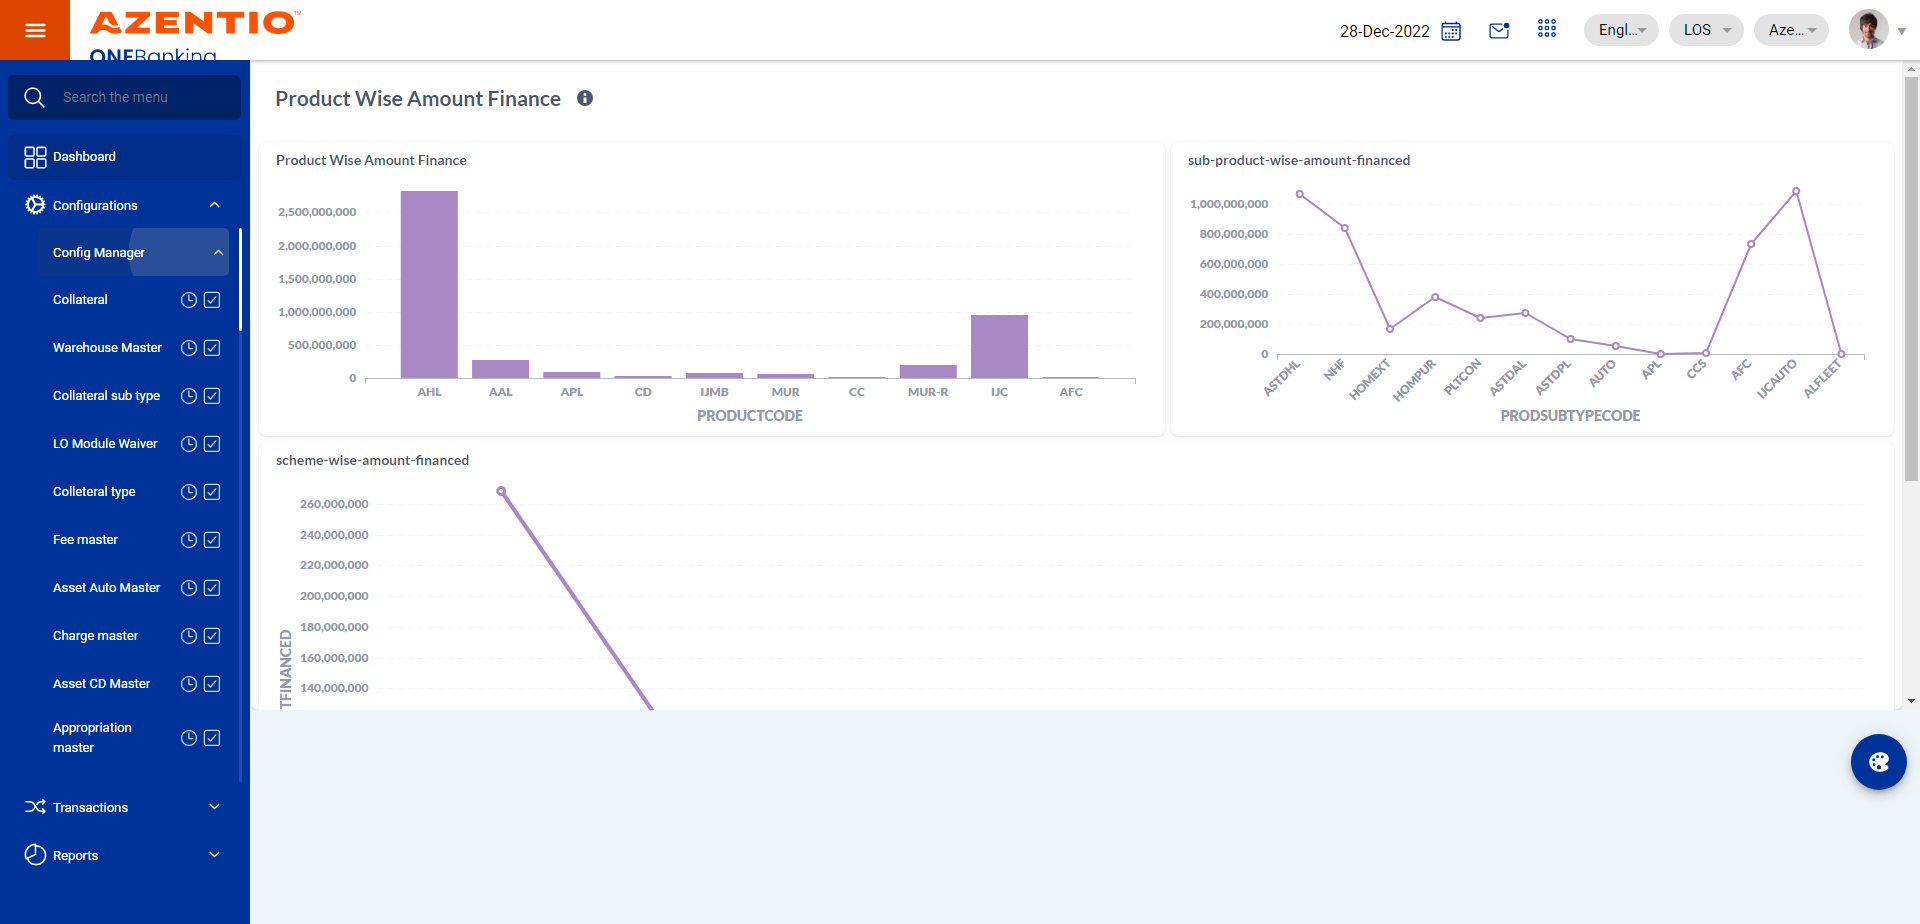 AZENTIO™
ONEBanking
28-Dec-2022
Engl...
LOS
Aze...
Search the menu
Dashboard
Configurations
Config Manager
Collateral
Warehouse Master
Collateral sub type
LO Module Waiver
Colleteral type
Fee master
Asset Auto Master
Charge master
Asset CD Master
Appropriation
master
Transactions
Reports
Product Wise Amount Finance
Product Wise Amount Finance
2,500,000,000
2,000,000,000
1,500,000,000
1,000,000,000
500,000,000
0
AHL AAL APL CD IJMB MUR CC MUR-R IJC AFC
PRODUCTCODE
sub-product-wise-amount-financed
1,000,000,000
800,000,000
600,000,000
400,000,000
200,000,000
0
ASTDHL NHF HOMEXT HOMPUR PLTCON ASTDAL ASTDPL AUTO APL CCS AFC IJCAUTO ALFLEET
PRODSUBTYPECODE
scheme-wise-amount-financed
260,000,000
240,000,000
220,000,000
200,000,000
180,000,000
160,000,000
140,000,000
TFINANCED